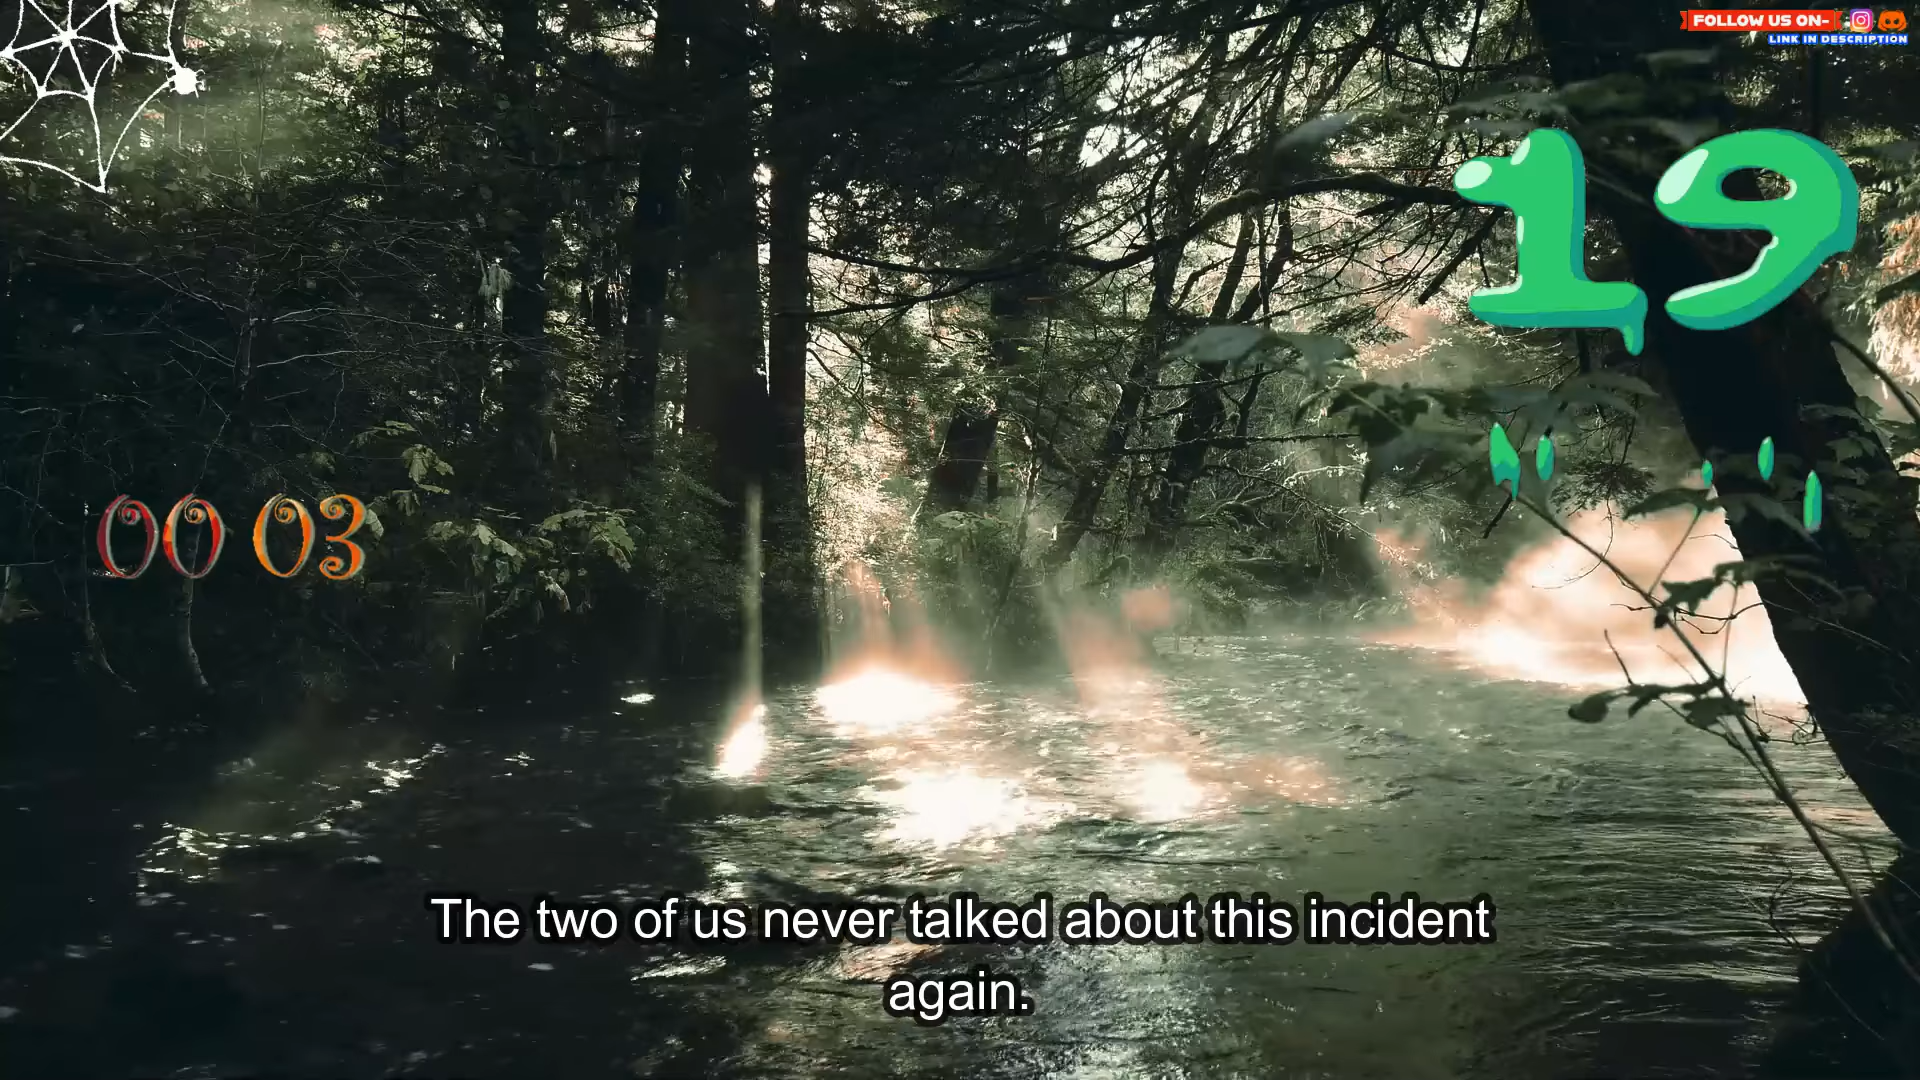 FOLLOW US ON-
LINK IN DESCRIPTION
19
00 03
The two of us never talked about this incident
again.